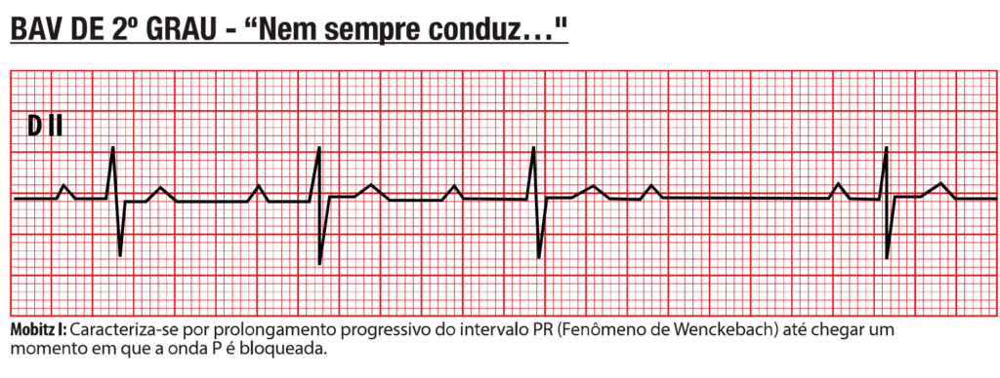 BAV DE 2º GRAU - “Nem sempre conduz…"
D II
Mobitz I: Caracteriza-se por prolongamento progressivo do intervalo PR (Fenômeno de Wenckebach) até chegar um
momento em que a onda P é bloqueada.